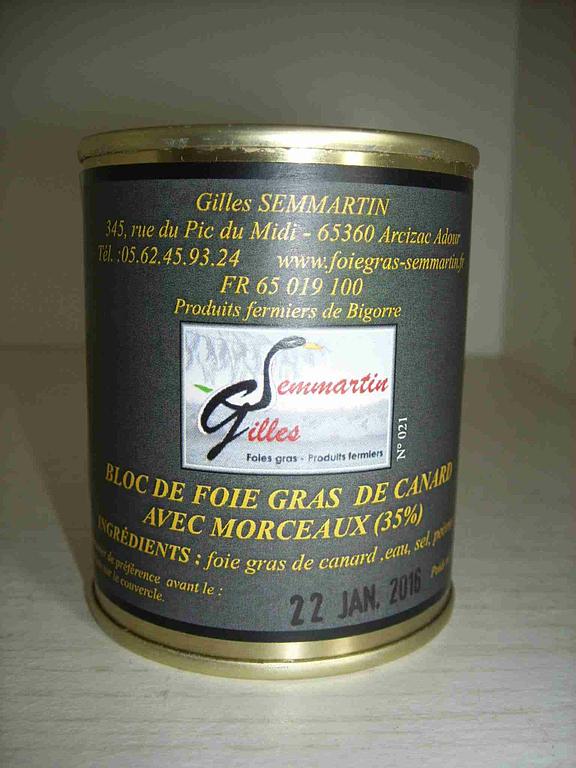 Gilles SEMMARTIN
345, rue du Pic du Midi - 65360 Arcizac Adour
Tél. :05.62.45.93.24 www.foiegras-semmartin.fr
FR 65 019 100
Produits fermiers de Bigorre
Semmartin
Gilles
Foies gras - Produits fermiers
N° 021
BLOC DE FOIE GRAS DE CANARD
AVEC MORCEAUX (35%)
INGRÉDIENTS : foie gras de canard ,eau, sel,
de préférence avant le :
sur le couvercle.
22 JAN. 2016